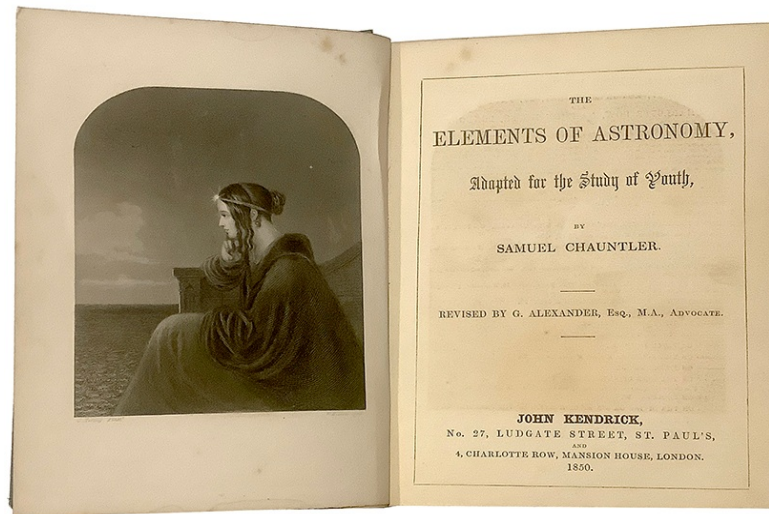 THE
ELEMENTS OF ASTRONOMY,
Adapted for the Study of Youth,
BY
SAMUEL CHAUNTLER.
REVISED BY G. ALEXANDER, Esq., M.A., Advocate.
JOHN KENDRICK,
No. 27, LUDGATE STREET, ST. PAUL'S,
AND
4, CHARLOTTE ROW, MANSION HOUSE, LONDON.
1850.